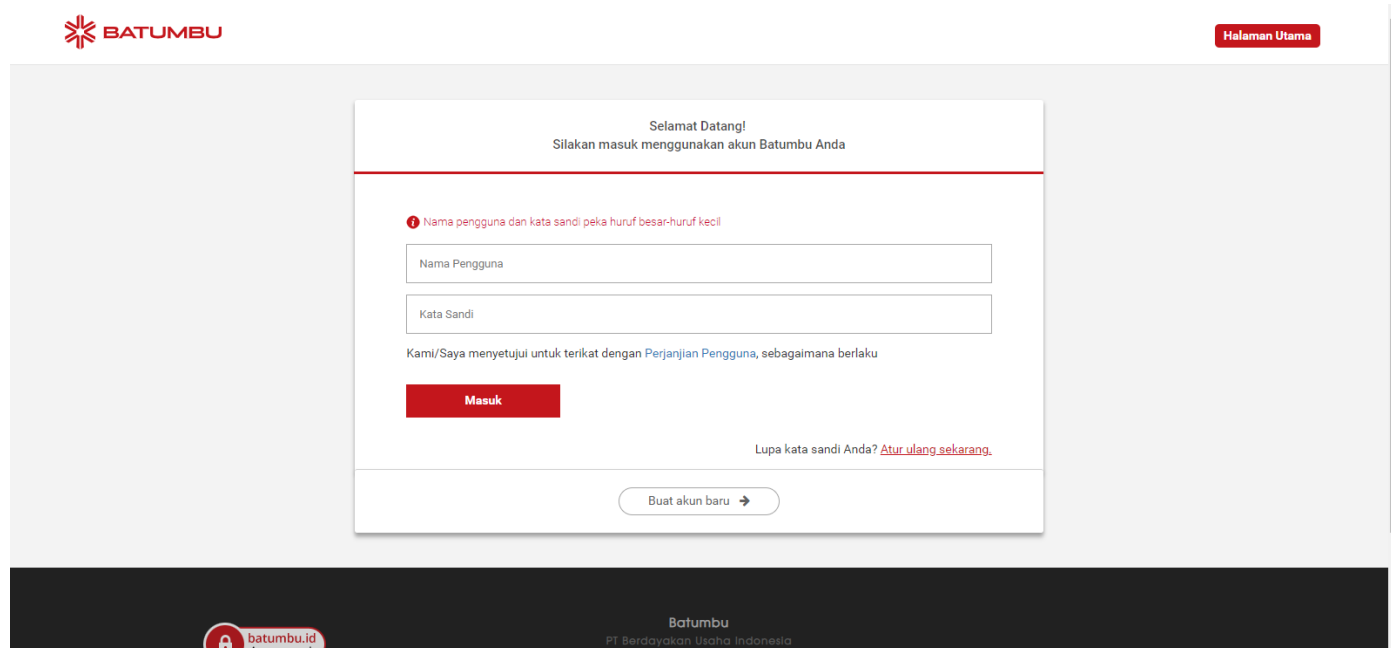 BATUMBU
Halaman Utama
Selamat Datang!
Silakan masuk menggunakan akun Batumbu Anda
Nama pengguna dan kata sandi peka huruf besar-huruf kecil
Nama Pengguna
Kata Sandi
Kami/Saya menyetujui untuk terikat dengan Perjanjian Pengguna, sebagaimana berlaku
Masuk
Lupa kata sandi Anda? Atur ulang sekarang.
Buat akun baru
batumbu.id
Batumbu
PT Berdayakan Usaha Indonesia